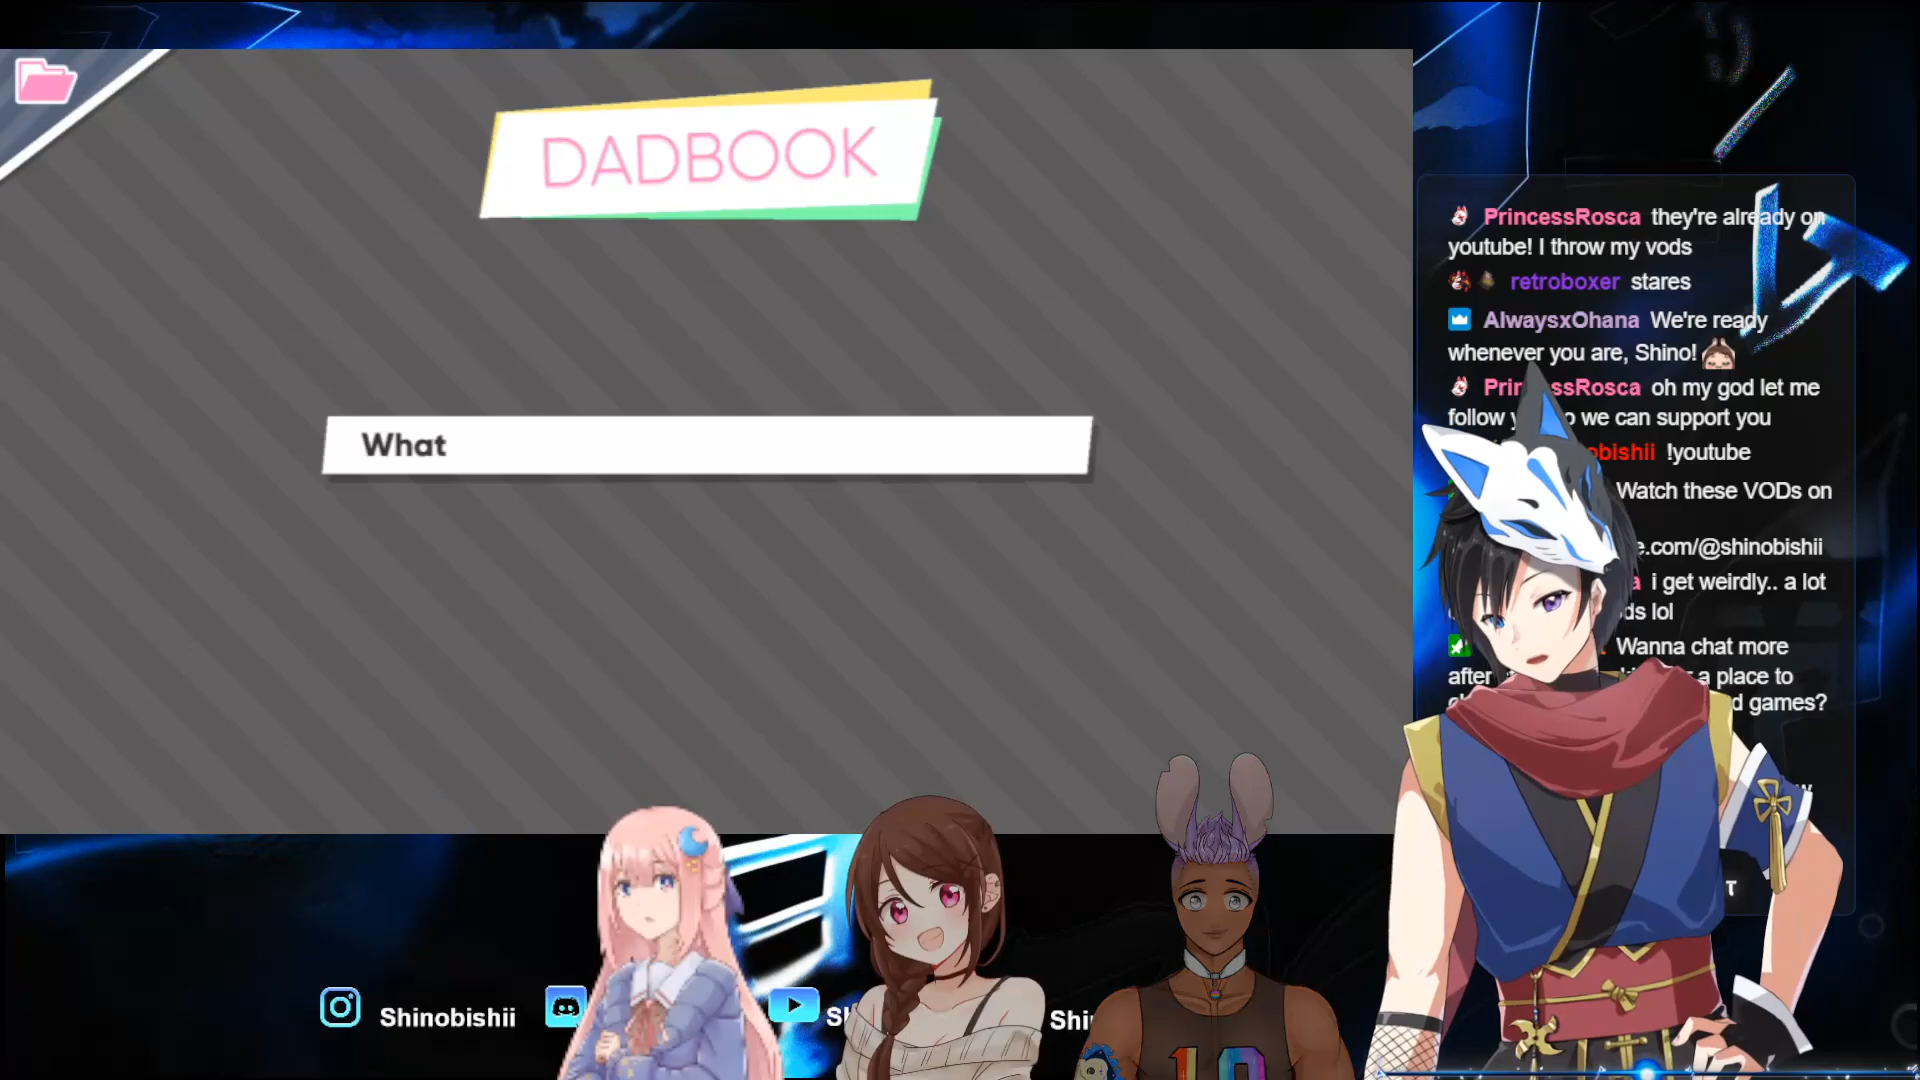 DADBOOK
What
PrincessRosca they're already on
youtube! I throw my vods
retroboxer stares
AlwaysxOhana We're ready
whenever you are, Shino!
oh my god let me
follow we can support you
!youtube
Watch these VODs on
.com/@shinobishii
i get weirdly.. a lot
lol
Wanna chat more
after a place to
games?
Shinobishii
10